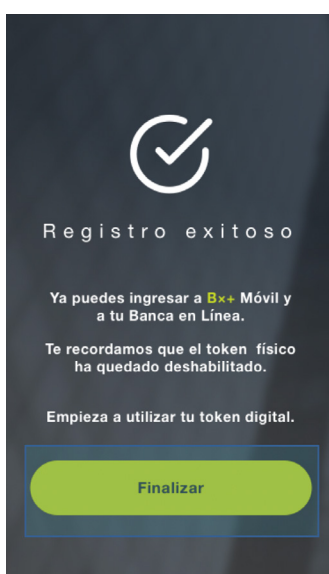 Registro exitoso
Ya puedes ingresar a Bx+ Móvil y
a tu Banca en Línea.
Te recordamos que el token físico
ha quedado deshabilitado.
Empieza a utilizar tu token digital.
Finalizar